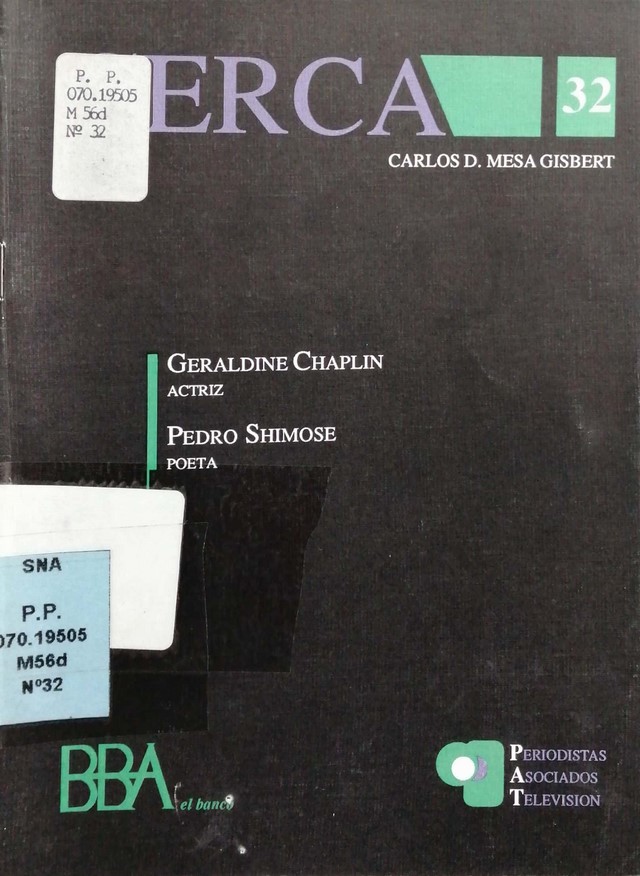 P. P.
070.19505
M 56d
Nº 32
ERCA
32
CARLOS D. MESA GISBERT
GERALDINE CHAPLIN
ACTRIZ
PEDRO SHIMOSE
POETA
SNA
P.P.
070.19505
M56d
Nº32
BBA el banco
PERIODISTAS
ASOCIADOS
TELEVISION